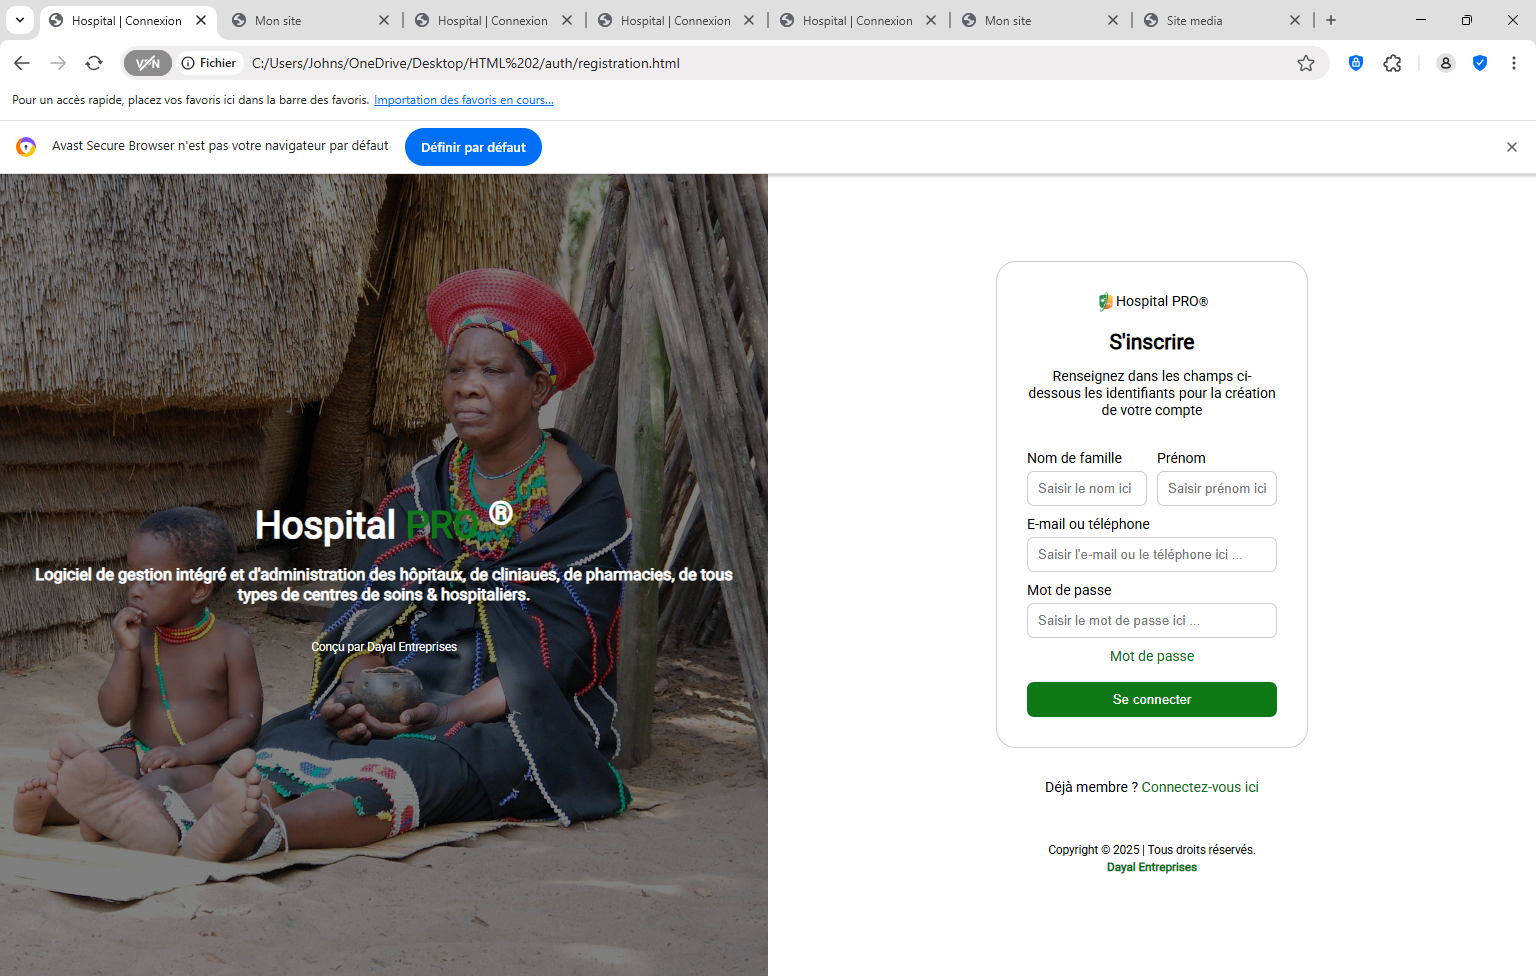 Hospital | Connexion
Mon site
Hospital | Connexion
Hospital | Connexion
Hospital | Connexion
Mon site
Site media
VPN
Fichier
C:/Users/Johns/OneDrive/Desktop/HTML%202/auth/registration.html
Pour un accès rapide, placez vos favoris ici dans la barre des favoris. Importation des favoris en cours...
Avast Secure Browser n'est pas votre navigateur par défaut
Définir par défaut
Hospital PRO ®
Logiciel de gestion intégré et d'administration des hôpitaux, de cliniaues, de pharmacies, de tous
types de centres de soins & hospitaliers.
Conçu par Dayal Entreprises
Hospital PRO®
S'inscrire
Renseignez dans les champs ci-
dessous les identifiants pour la création
de votre compte
Nom de famille
Prénom
Saisir le nom ici
Saisir prénom ici
E-mail ou téléphone
Saisir l'e-mail ou le téléphone ici ...
Mot de passe
Saisir le mot de passe ici ...
Mot de passe
Se connecter
Déjà membre ? Connectez-vous ici
Copyright © 2025 | Tous droits réservés.
Dayal Entreprises